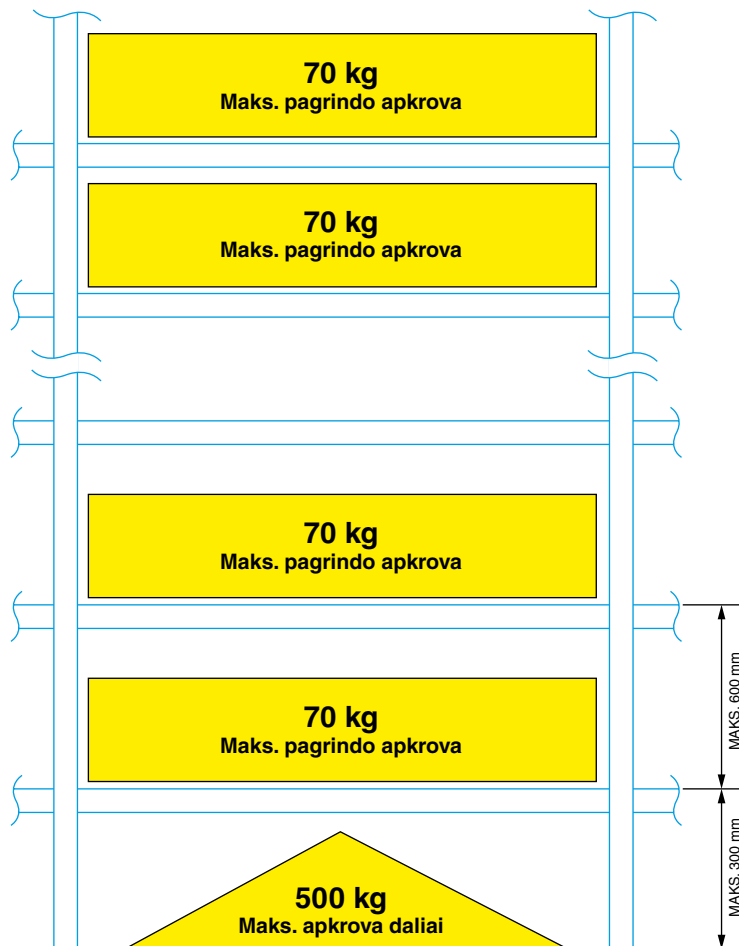 70 kg
Maks. pagrindo apkrova
70 kg
Maks. pagrindo apkrova
70 kg
Maks. pagrindo apkrova
MAKS. 600 mm
70 kg
Maks. pagrindo apkrova
MAKS. 300 mm
500 kg
Maks. apkrova daliai